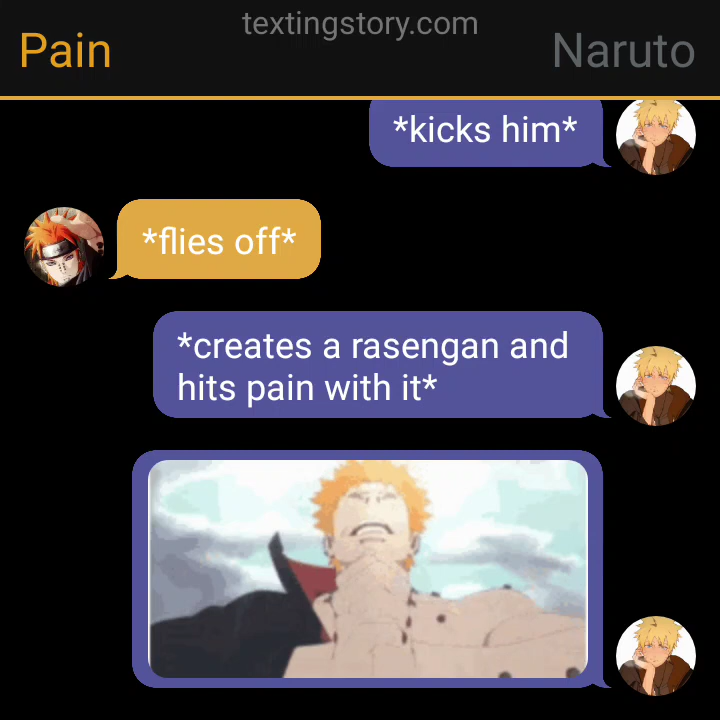 textingstory.com
Pain
Naruto
*kicks him*
*flies off*
*creates a rasengan and
hits pain with it*